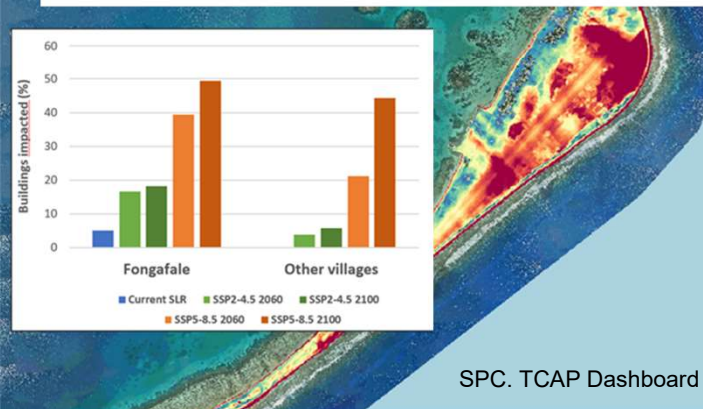 60
50
40
30
20
10
0
Buildings impacted (%)
Fongafale
Other villages
Current SLR SSP2-4.5 2060 SSP2-4.5 2100
SSP5-8.5 2060 SSP5-8.5 2100
SPC. TCAP Dashboard